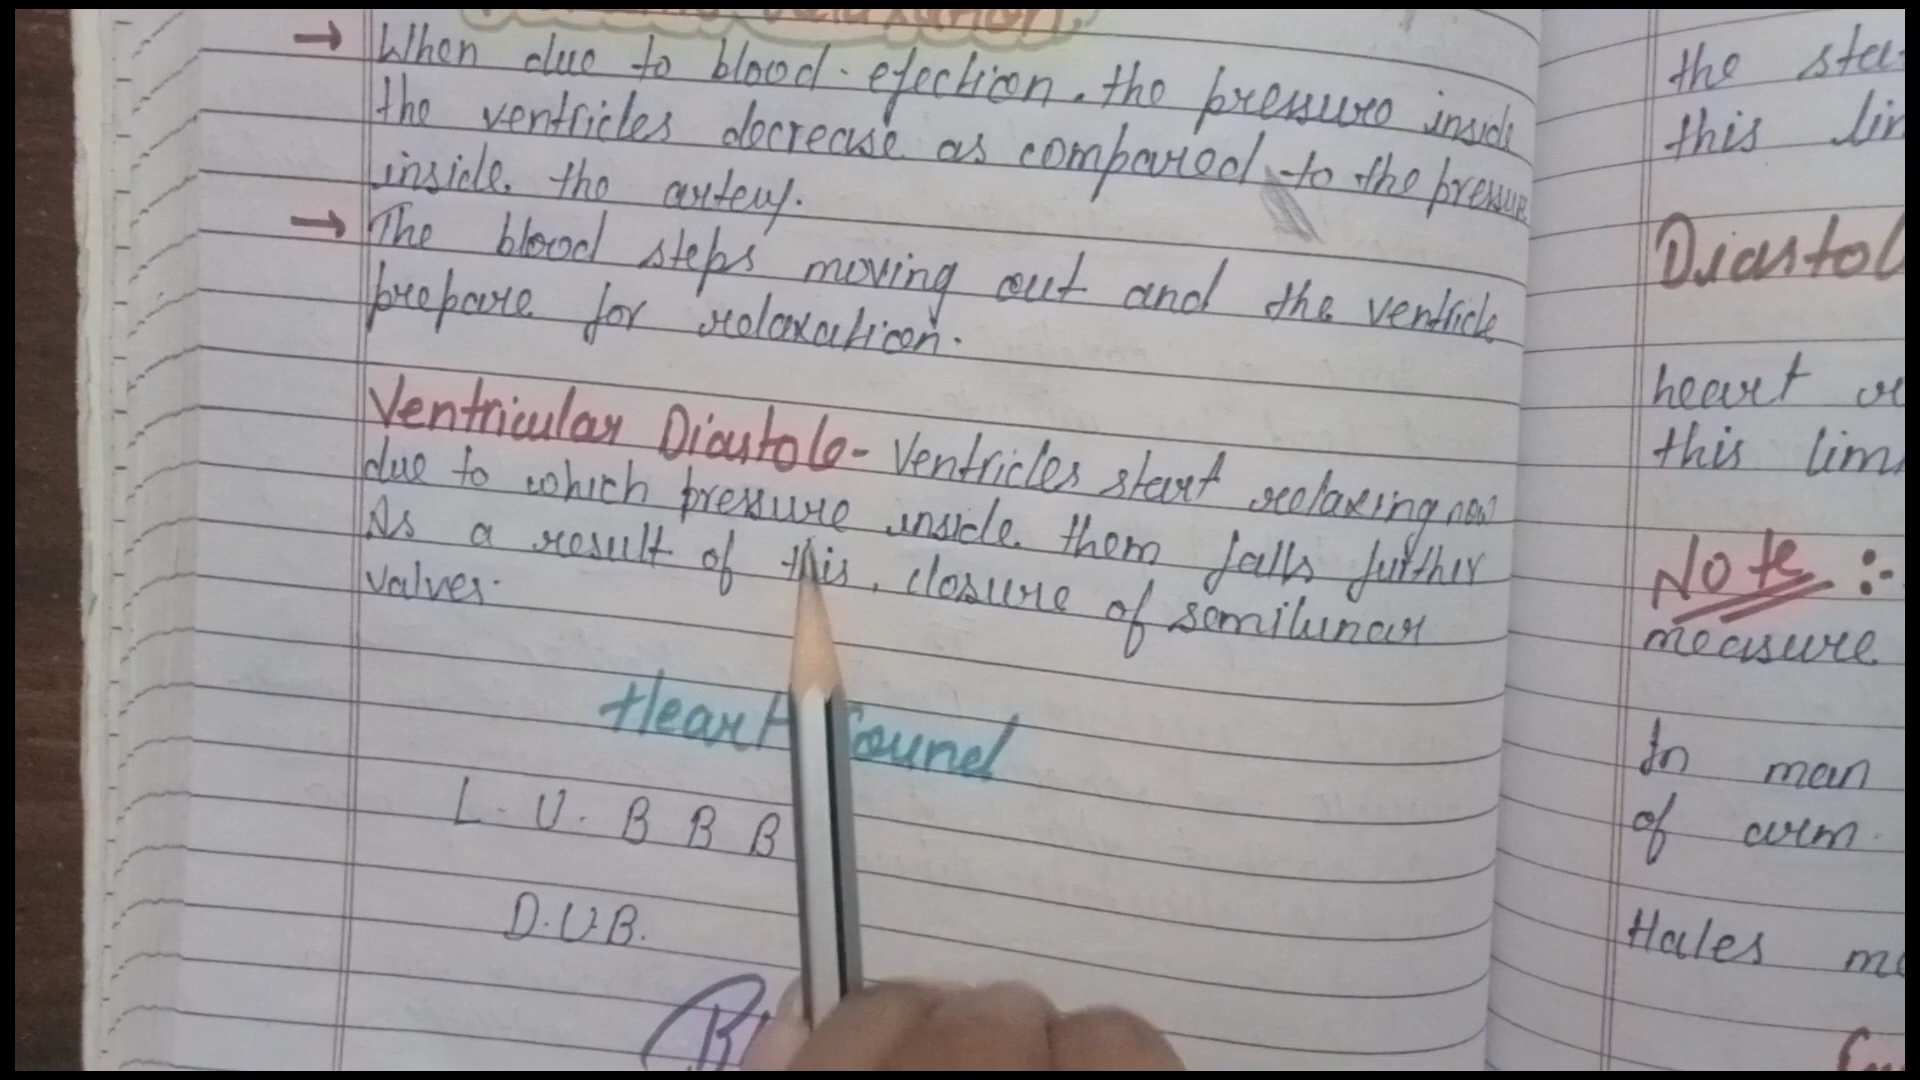 When due to blood. ejection. the pressure inside
the ventricles decrease as compared to the pressure
inside. the artery.
The blood steps moving out and the ventricle
prepare for relaxation.
Ventricular Diastole- Ventricles start relaxing now
due to which pressure inside them falls further
As a result of this, closure of semilunar
valves.
Heart Sound
L. U. B B B
D.U.B.
the
this
heart
this
Note :-
measure
In man
of arm.
Hales